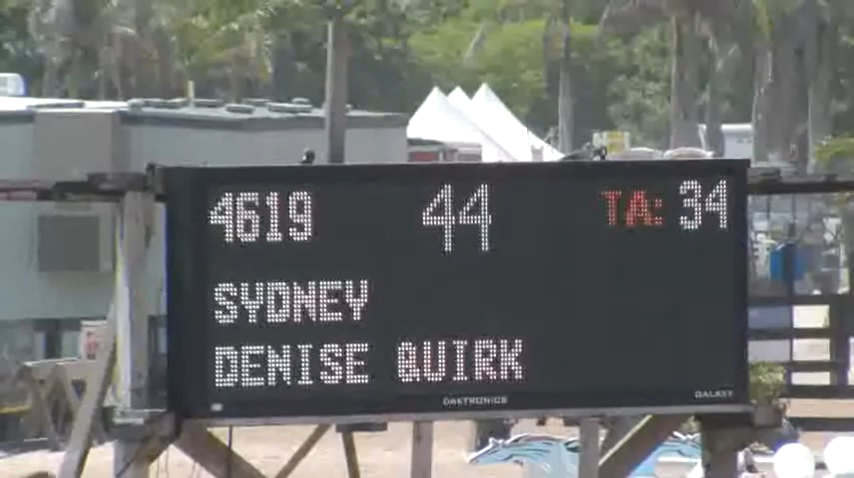 4619 44 TA: 34
SYDNEY
DENISE QUIRK
DAKTRONICS GALAXY